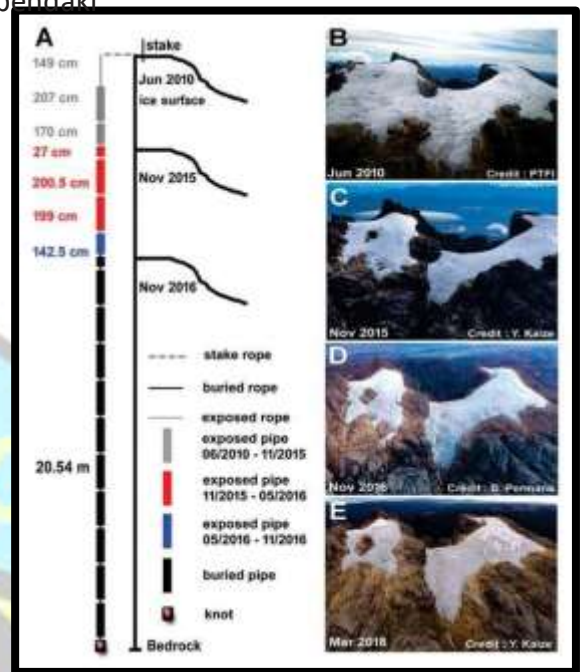 pendaki
A
stake
149 cm
Jun 2010
ice surface
207 cm
170 cm
27 cm
200.5 cm
Nov 2015
199 cm
142.5 cm
Nov 2016
stake rope
buried rope
exposed rope
exposed pipe
06/2010 - 11/2015
20.54 m
exposed pipe
11/2015 - 05/2016
exposed pipe
05/2016 - 11/2016
buried pipe
knot
Bedrock
B
Jun 2010
Credit : PTFI
C
Nov 2015
Credit : Y. Kaize
D
Nov 2016
Credit : D. Permana
E
Mar 2018
Credit : Y. Kaize